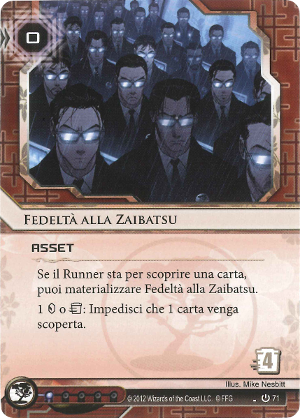 0
FEDELTÀ ALLA ZAIBATSU
ASSET
Se il Runner sta per scoprire una carta,
puoi materializzare Fedeltà alla Zaibatsu.
1 o : Impedisci che 1 carta venga
scoperta.
4
Illus. Mike Nesbitt
© 2012 Wizards of the Coast LLC. © FFG
71